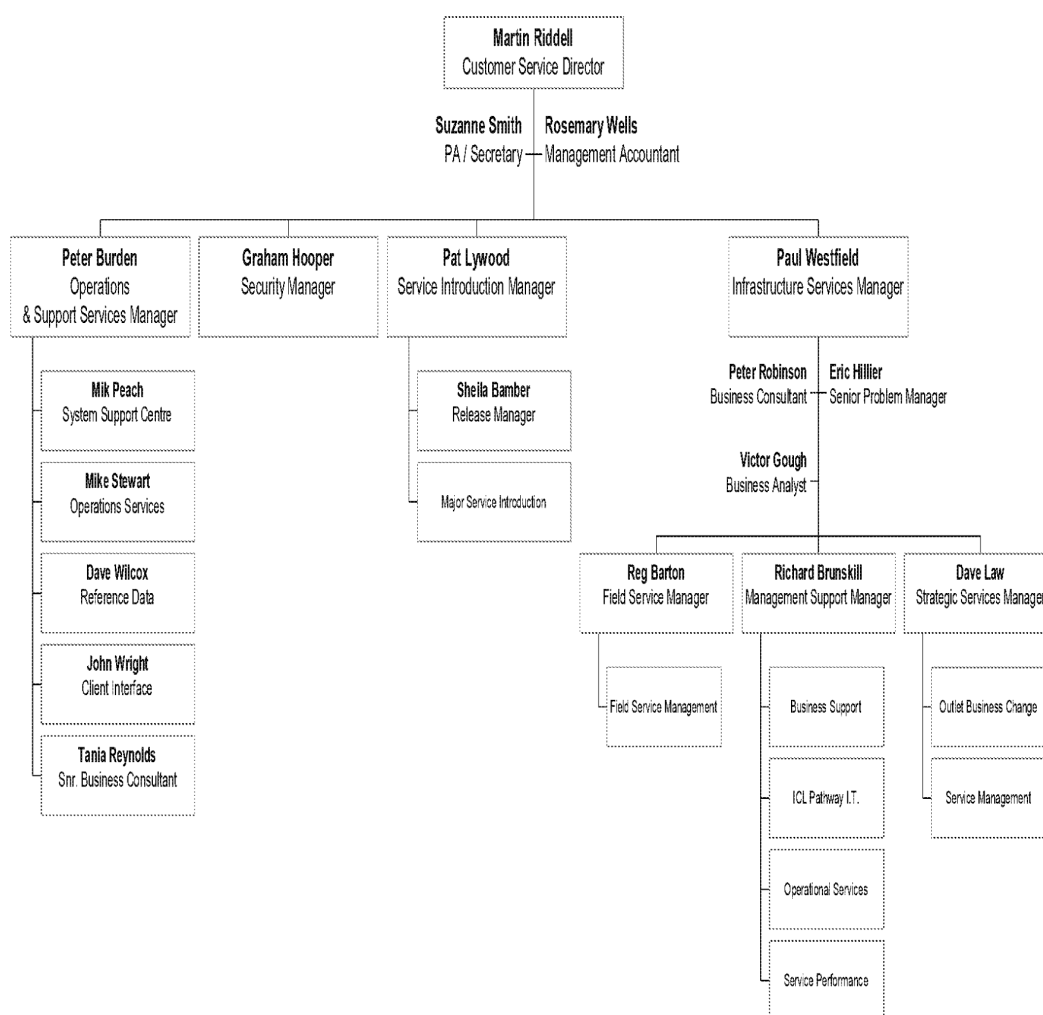 Martin Riddell
Customer Service Director
Suzanne Smith
PA / Secretary
Rosemary Wells
Management Accountant
Peter Burden
Operations
& Support Services Manager
Graham Hooper
Security Manager
Pat Lywood
Service Introduction Manager
Paul Westfield
Infrastructure Services Manager
Mik Peach
System Support Centre
Mike Stewart
Operations Services
Dave Wilcox
Reference Data
John Wright
Client Interface
Tania Reynolds
Snr. Business Consultant
Sheila Bamber
Release Manager
Major Service Introduction
Peter Robinson
Business Consultant
Eric Hillier
Senior Problem Manager
Victor Gough
Business Analyst
Reg Barton
Field Service Manager
Field Service Management
Richard Brunskill
Management Support Manager
Business Support
ICL Pathway I.T.
Operational Services
Service Performance
Dave Law
Strategic Services Manager
Outlet Business Change
Service Management